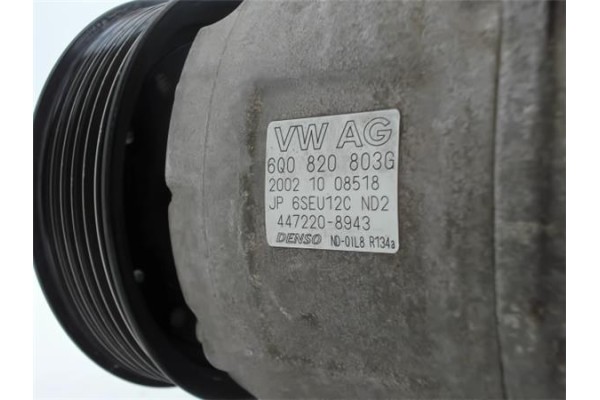 VW AG
6Q0 820 803G
2002 10 08518
JP 6SEU12C ND2
447220-8943
DENSO ND-OIL8 R134a